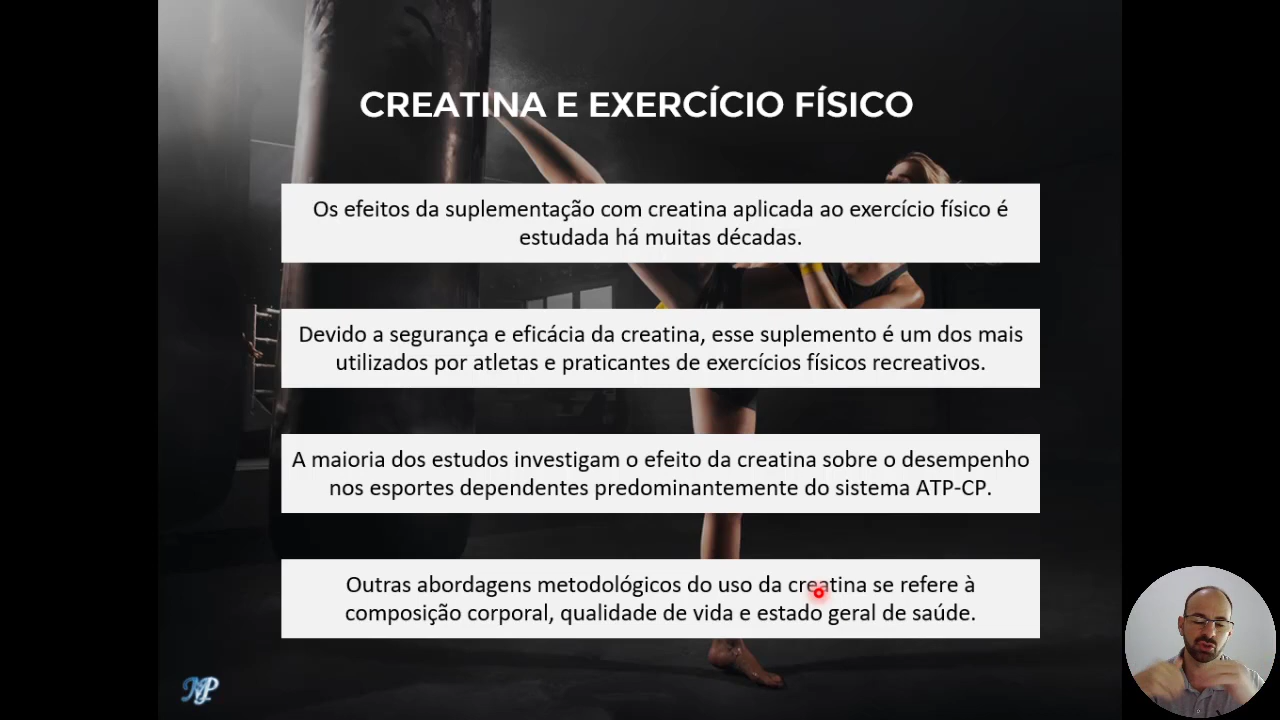 CREATINA E EXERCÍCIO FÍSICO
Os efeitos da suplementação com creatina aplicada ao exercício físico é
estudada há muitas décadas.
Devido a segurança e eficácia da creatina, esse suplemento é um dos mais
utilizados por atletas e praticantes de exercícios físicos recreativos.
A maioria dos estudos investigam o efeito da creatina sobre o desempenho
nos esportes dependentes predominantemente do sistema ATP-CP.
Outras abordagens metodológicos do uso da creatina se refere à
composição corporal, qualidade de vida e estado geral de saúde.
MP